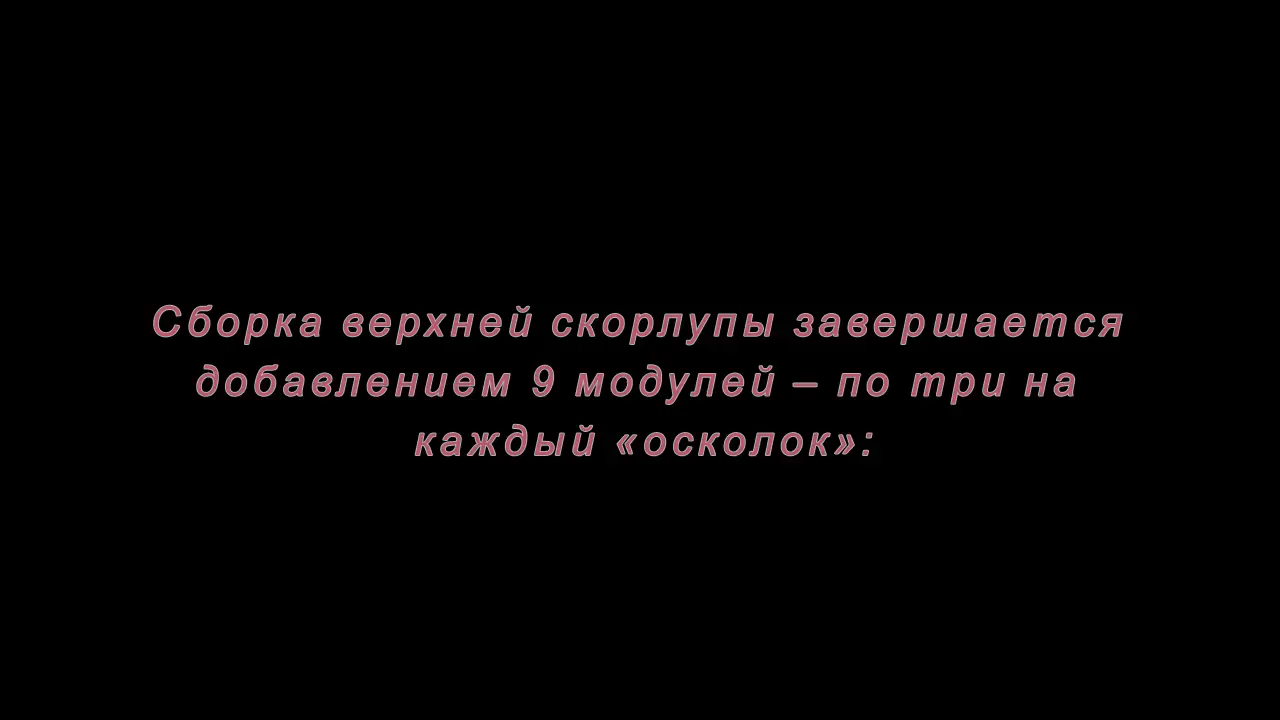 Сборка верхней скорлупы завершается
добавлением 9 модулей – по три на
каждый «осколок»: